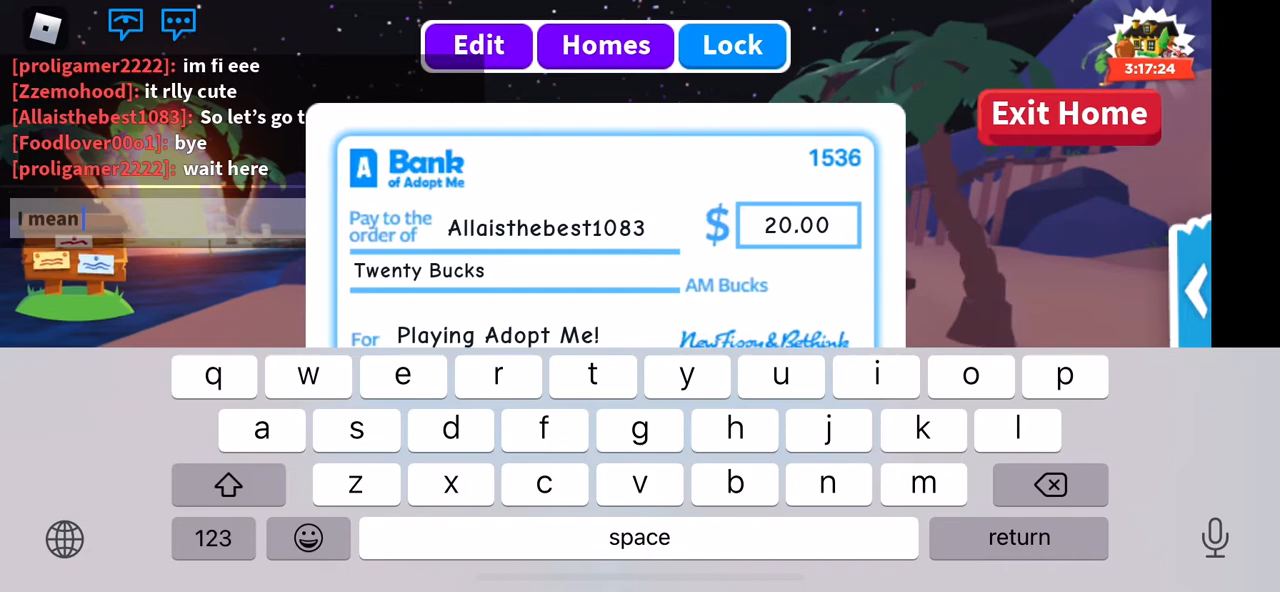 Edit Homes Lock
3:17:24
Exit Home
[proligamer2222]: im fi eee
[Zzemohood]: it rlly cute
[Allaisthebest1083]: So let's go t
[Foodlover00o1]: bye
[proligamer2222]: wait here
I mean
A Bank
of Adopt Me
1536
Pay to the
order of
Allaisthebest1083
$ 20.00
Twenty Bucks
AM Bucks
For Playing Adopt Me!
NewFissy & Bethink
q w e r t y u i o p
a s d f g h j k l
z x c v b n m
123 space return